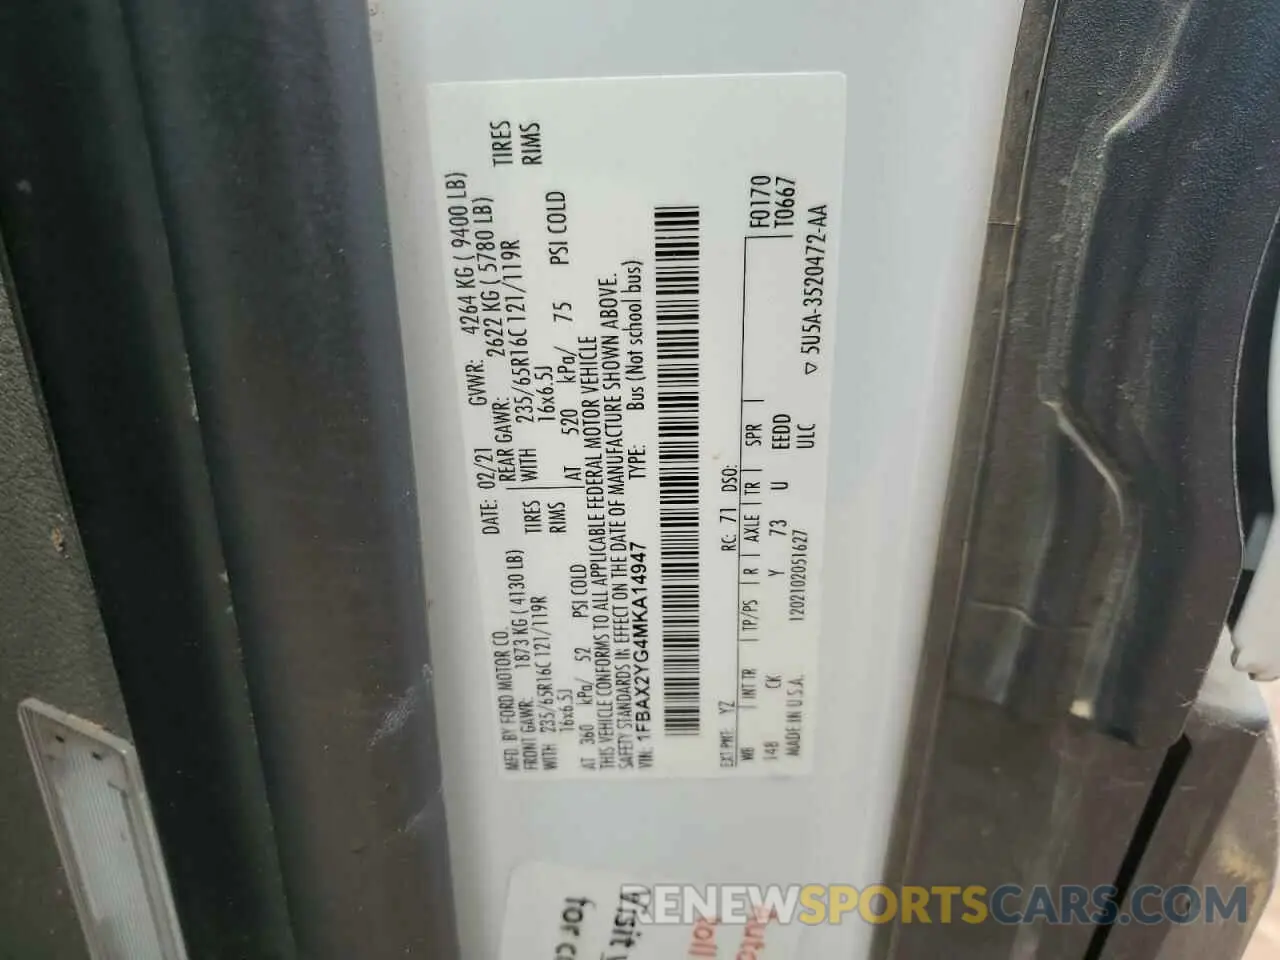 MFD. BY FORD MOTOR CO.
DATE: 02/21 GVWR: 4264 KG ( 9400 LB)
FRONT GAWR: 1873 KG ( 4130 LB)
REAR GAWR: 2622 KG ( 5780 LB)
WITH 235/65R16C 121/119R TIRES
WITH 235/65R16C 121/119R TIRES
16x6.5J RIMS
16x6.5J RIMS
AT 360 kPa/ 52 PSI COLD
AT 520 kPa/ 75 PSI COLD
THIS VEHICLE CONFORMS TO ALL APPLICABLE FEDERAL MOTOR VEHICLE
SAFETY STANDARDS IN EFFECT ON THE DATE OF MANUFACTURE SHOWN ABOVE.
VIN: 1FBAX2YG4MKA14947 TYPE: Bus (Not school bus)
EXT PNT: YZ RC: 71 DSO:
WB INT TR TP/PS R AXLE TR SPR F0170
148 CK Y 73 U EEDD T0667
MADE IN U.S.A. 1202102051627 ULC
▽ 5U5A-3520472-AA
Visit
for c
Auto
Toll
RENEWSPORTSCARS.COM